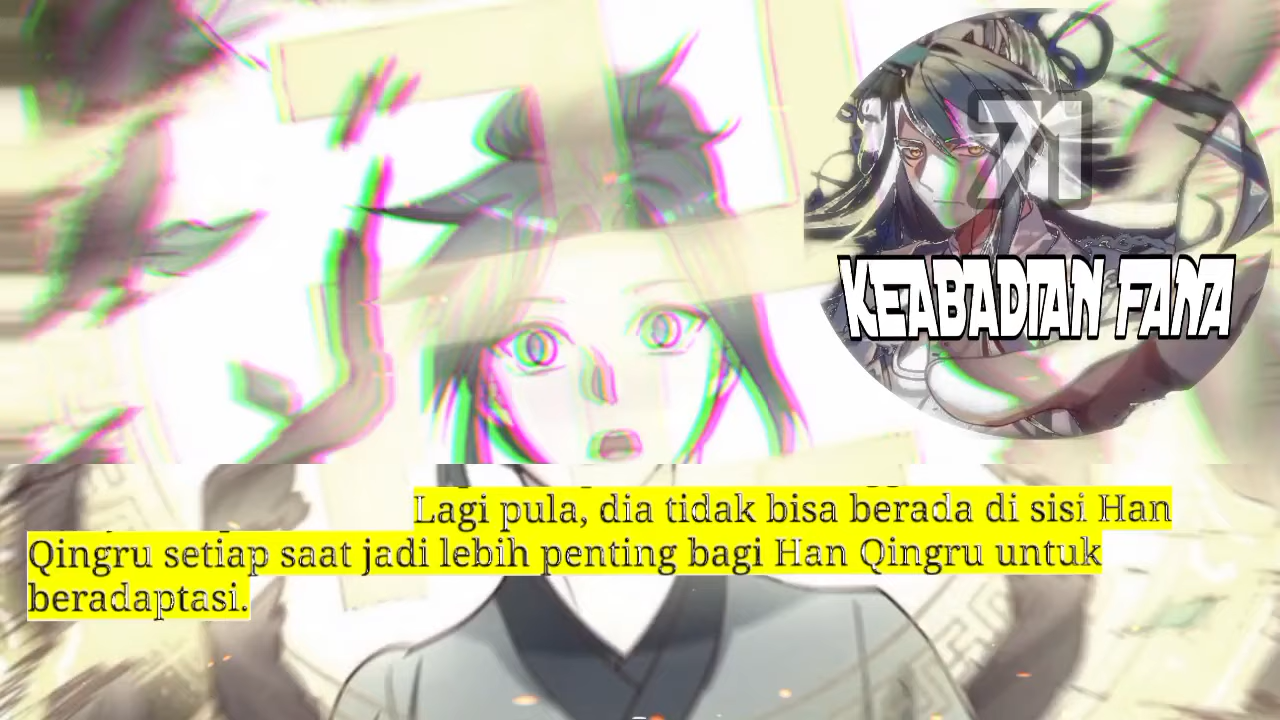 71
KEABADIAN FANA
Lagi pula, dia tidak bisa berada di sisi Han
Qingru setiap saat jadi lebih penting bagi Han Qingru untuk
beradaptasi.